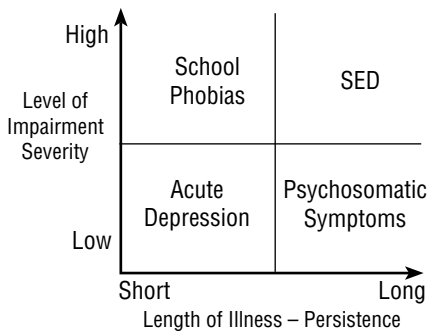 High
School
Phobias
SED
Level of
Impairment
Severity
Acute
Depression
Psychosomatic
Symptoms
Low
Short
Long
Length of Illness – Persistence